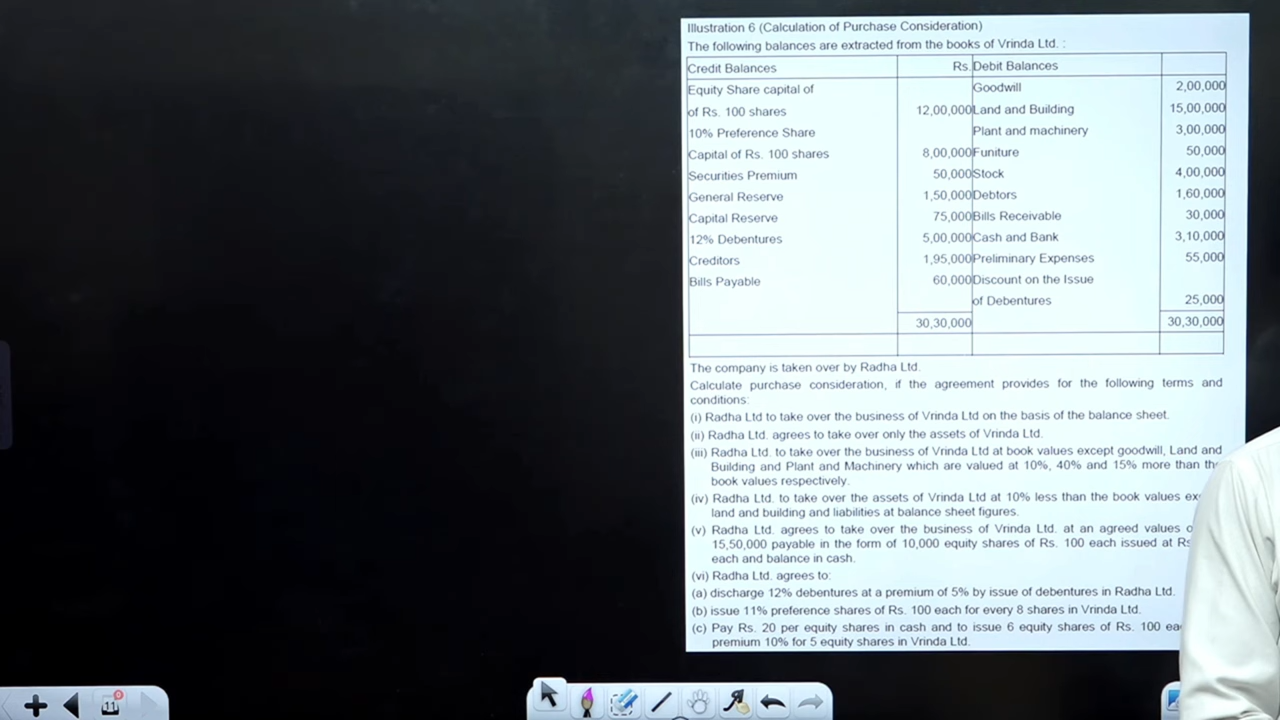 Illustration 6 (Calculation of Purchase Consideration)
The following balances are extracted from the books of Vrinda Ltd. :
Credit Balances Rs. Debit Balances
Equity Share capital of Goodwill 2,00,000
of Rs. 100 shares 12,00,000 Land and Building 15,00,000
10% Preference Share Plant and machinery 3,00,000
Capital of Rs. 100 shares 8,00,000 Funiture 50,000
Securities Premium 50,000 Stock 4,00,000
General Reserve 1,50,000 Debtors 1,60,000
Capital Reserve 75,000 Bills Receivable 30,000
12% Debentures 5,00,000 Cash and Bank 3,10,000
Creditors 1,95,000 Preliminary Expenses 55,000
Bills Payable 60,000 Discount on the Issue
of Debentures 25,000
30,30,000 30,30,000
The company is taken over by Radha Ltd.
Calculate purchase consideration, if the agreement provides for the following terms and
conditions:
(i) Radha Ltd to take over the business of Vrinda Ltd on the basis of the balance sheet.
(ii) Radha Ltd. agrees to take over only the assets of Vrinda Ltd.
(iii) Radha Ltd. to take over the business of Vrinda Ltd at book values except goodwill, Land and
Building and Plant and Machinery which are valued at 10%, 40% and 15% more than
book values respectively.
(iv) Radha Ltd. to take over the assets of Vrinda Ltd at 10% less than the book values
land and building and liabilities at balance sheet figures.
(v) Radha Ltd. agrees to take over the business of Vrinda Ltd. at an agreed values
15,50,000 payable in the form of 10,000 equity shares of Rs. 100 each issued at
each and balance in cash.
(vi) Radha Ltd. agrees to:
(a) discharge 12% debentures at a premium of 5% by issue of debentures in Radha Ltd.
(b) issue 11% preference shares of Rs. 100 each for every 8 shares in Vrinda Ltd.
(c) Pay Rs. 20 per equity shares in cash and to issue 6 equity shares of Rs. 100
premium 10% for 5 equity shares in Vrinda Ltd.
11